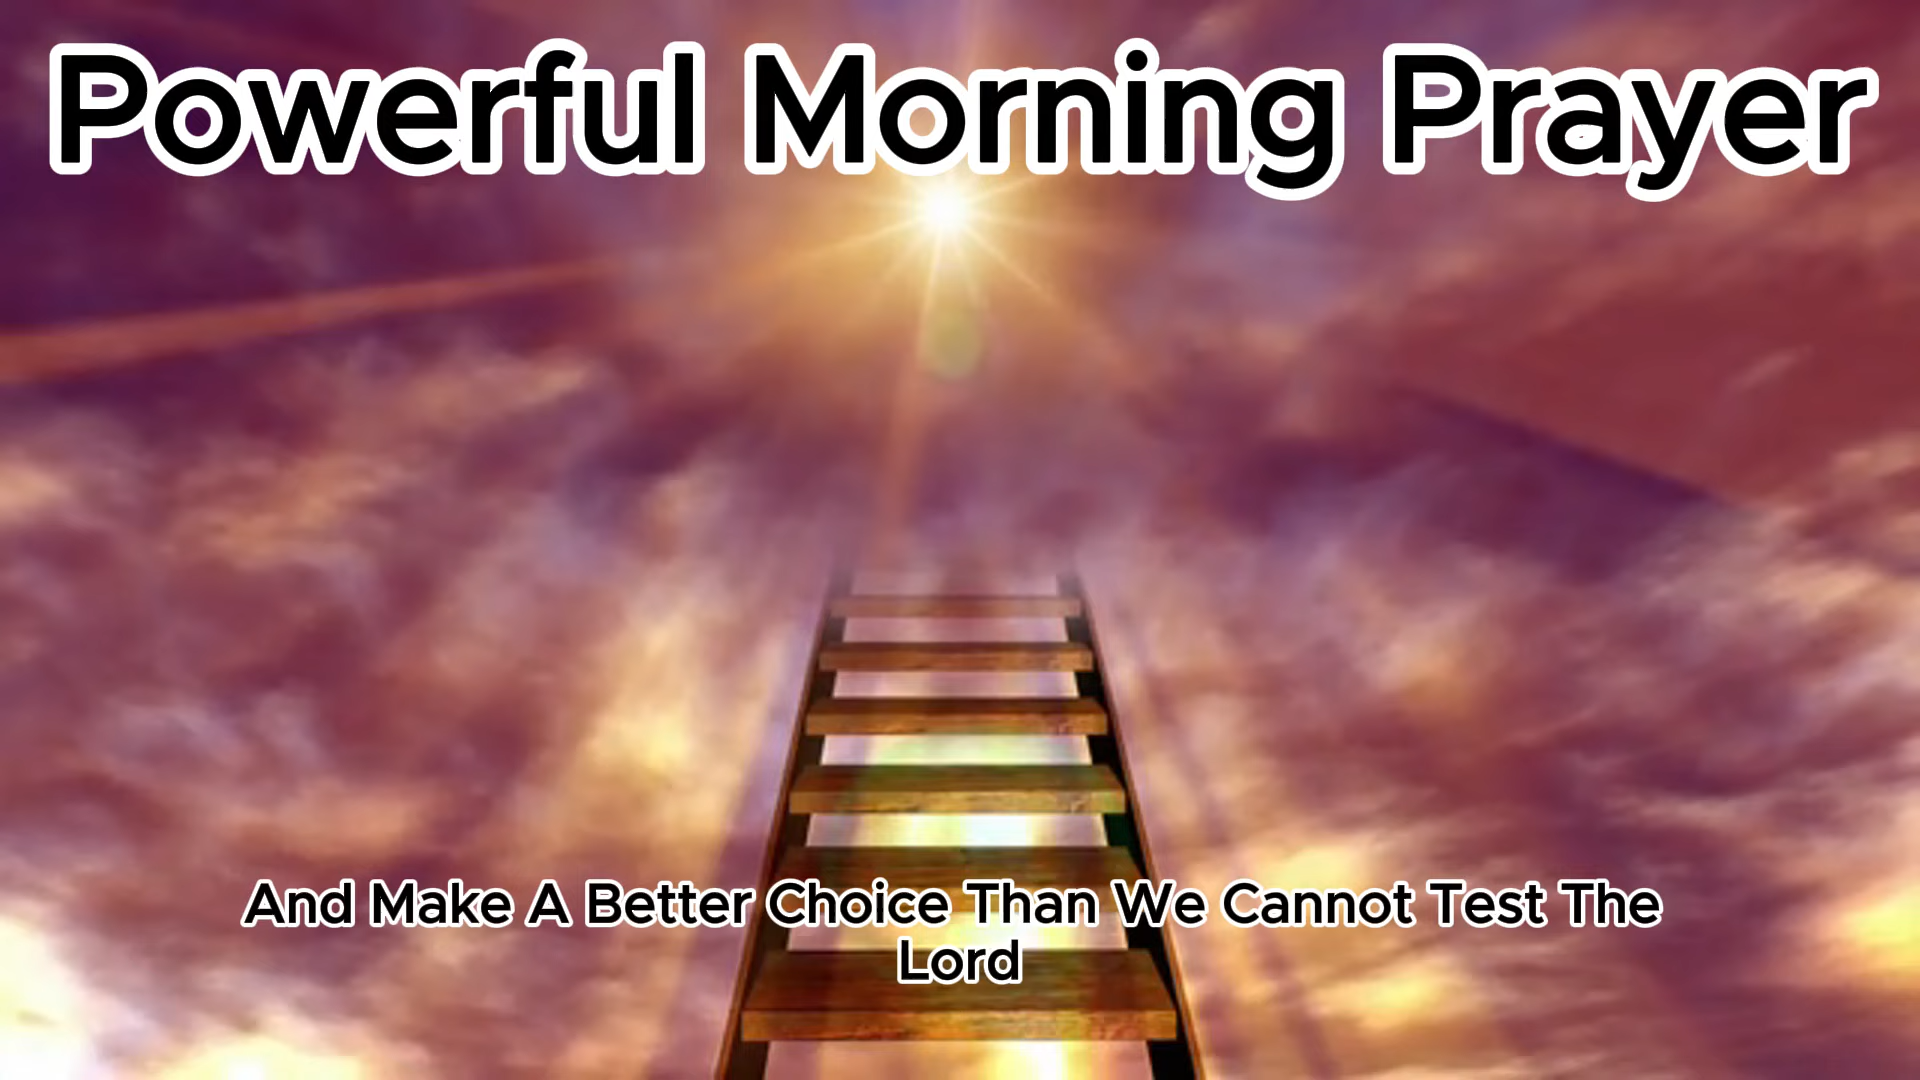 Powerful Morning Prayer
And Make A Better Choice Than We Cannot Test The
Lord